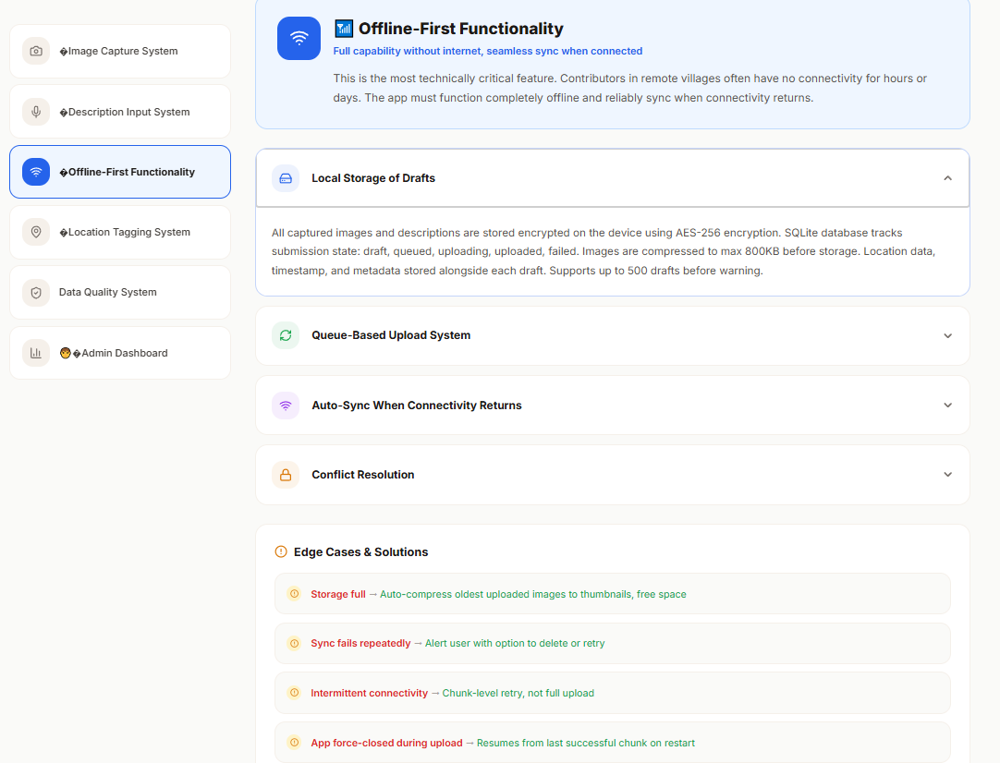 �Image Capture System
�Description Input System
�Offline-First Functionality
�Location Tagging System
Data Quality System
🧑�Admin Dashboard
📶 Offline-First Functionality
Full capability without internet, seamless sync when connected
This is the most technically critical feature. Contributors in remote villages often have no connectivity for hours or
days. The app must function completely offline and reliably sync when connectivity returns.
Local Storage of Drafts
All captured images and descriptions are stored encrypted on the device using AES-256 encryption. SQLite database tracks
submission state: draft, queued, uploading, uploaded, failed. Images are compressed to max 800KB before storage. Location data,
timestamp, and metadata stored alongside each draft. Supports up to 500 drafts before warning.
Queue-Based Upload System
Auto-Sync When Connectivity Returns
Conflict Resolution
Edge Cases & Solutions
Storage full → Auto-compress oldest uploaded images to thumbnails, free space
Sync fails repeatedly → Alert user with option to delete or retry
Intermittent connectivity → Chunk-level retry, not full upload
App force-closed during upload → Resumes from last successful chunk on restart